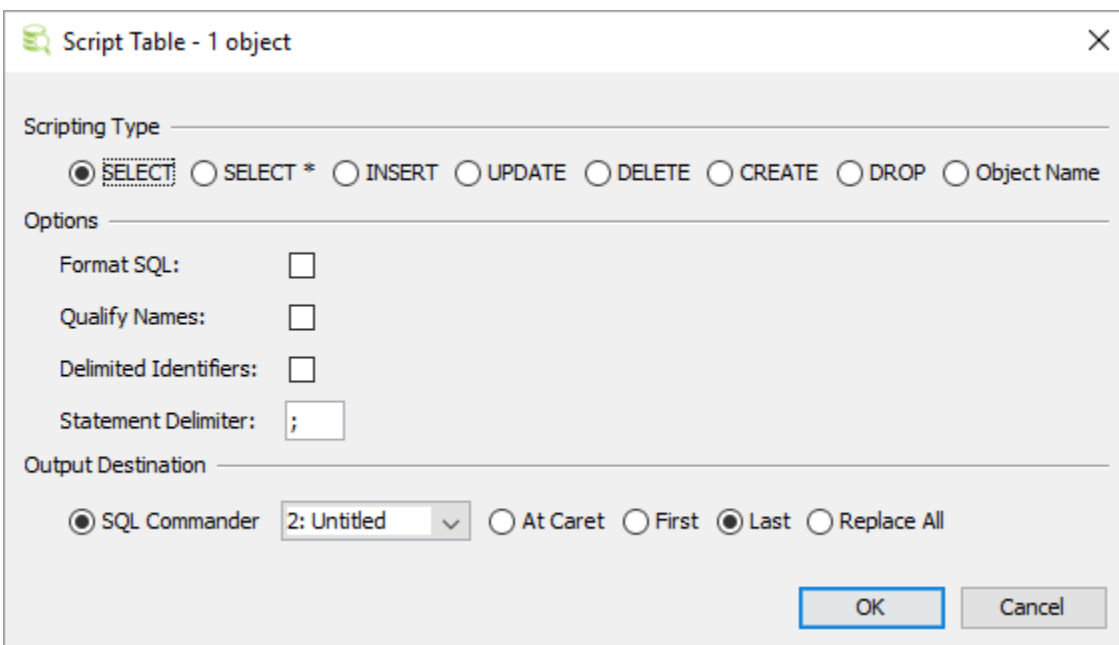 Script Table - 1 object
Scripting Type
SELECT SELECT * INSERT UPDATE DELETE CREATE DROP Object Name
Options
Format SQL:
Qualify Names:
Delimited Identifiers:
Statement Delimiter: ;
Output Destination
SQL Commander 2: Untitled At Caret First Last Replace All
OK Cancel